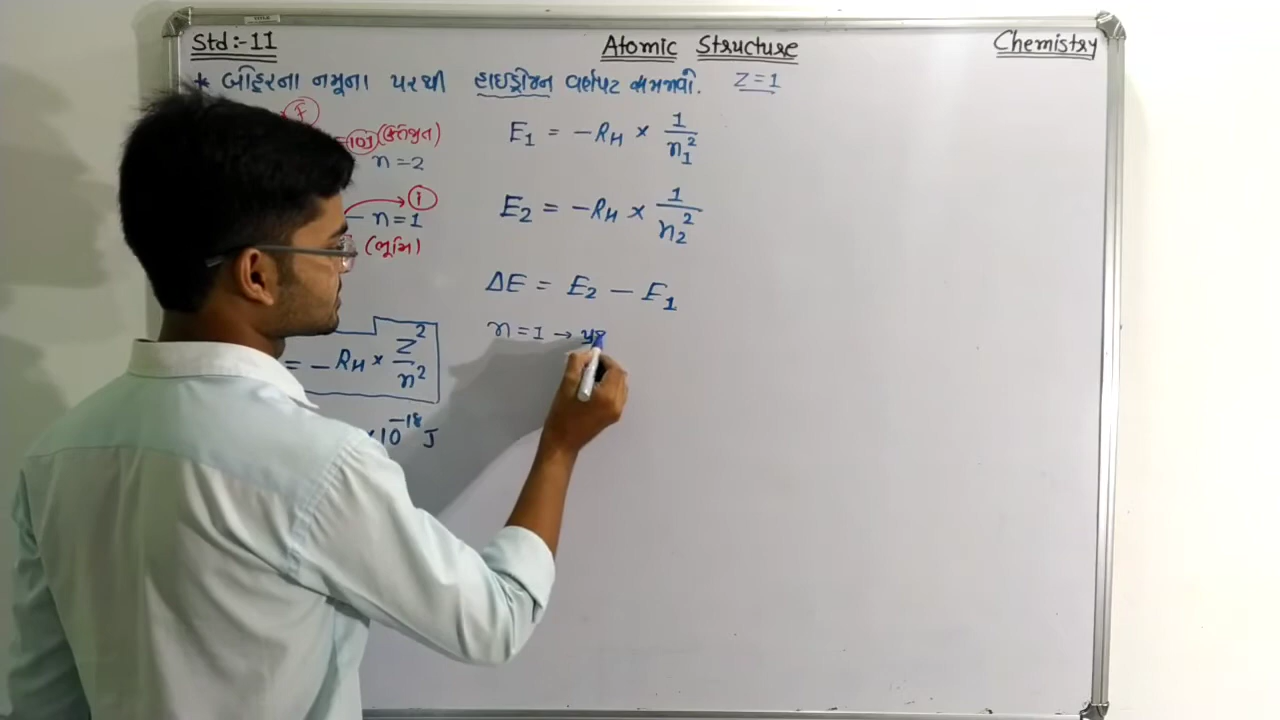 Std:-11
Atomic Structure
Chemistry
* બોહરના નમૂના પરથી હાઇડ્રોજન વર્ણપટ સમજાવો. Z=1
F
n=2
i
n=1
(ભૂમિ)
= -RH × Z²/n²
×10⁻¹⁸ J
E₁ = -RH × 1/n₁²
E₂ = -RH × 1/n₂²
ΔE = E₂ - E₁
n=1 →